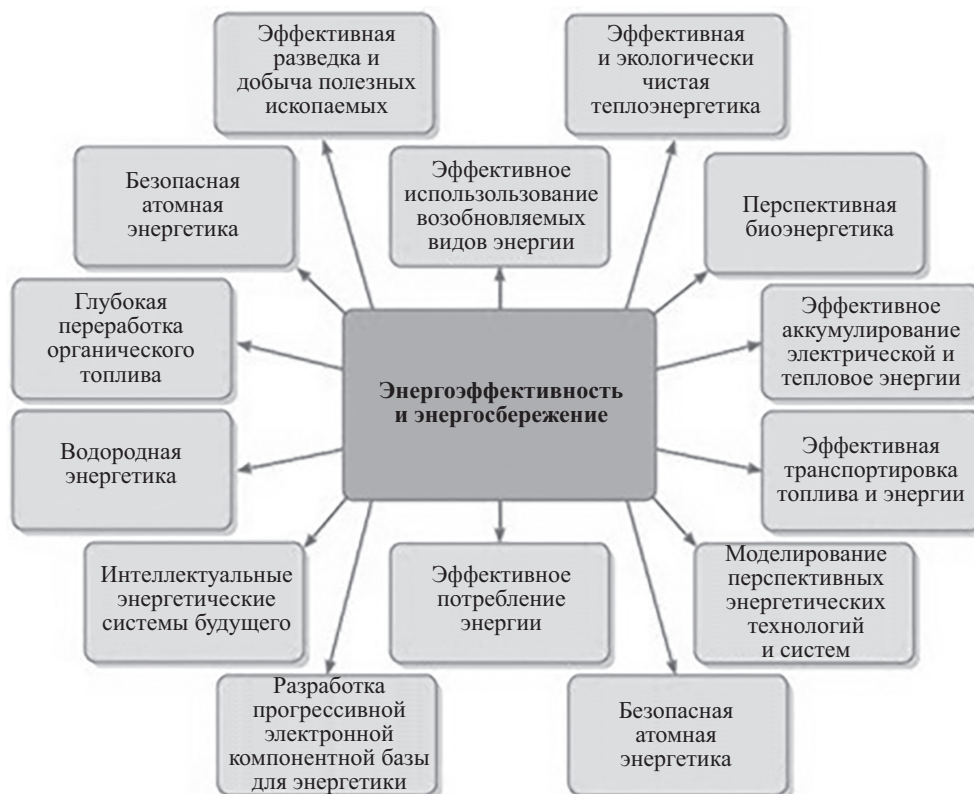 Эффективная
разведка и
добыча полезных
ископаемых
Эффективная
и экологически
чистая
теплоэнергетика
Безопасная
атомная
энергетика
Эффективное
использользование
возобновляемых
видов энергии
Перспективная
биоэнергетика
Глубокая
переработка
органического
топлива
Энергоэффективность
и энергосбережение
Эффективное
аккумулирование
электрической и
тепловое энергии
Водородная
энергетика
Эффективная
транспортировка
топлива и энергии
Интеллектуальные
энергетические
системы будущего
Эффективное
потребление
энергии
Моделирование
перспективных
энергетических
технологий
и систем
Разработка
прогрессивной
электронной
компонентной базы
для энергетики
Безопасная
атомная
энергетика